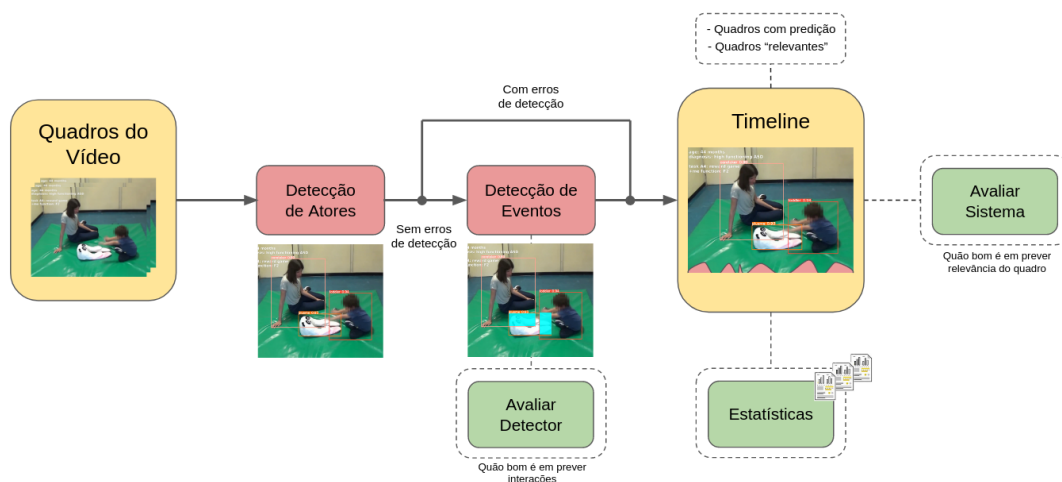 - Quadros com predição
- Quadros “relevantes”
Com erros
de detecção
Quadros do
Vídeo
Timeline
Detecção
de Atores
Detecção de
Eventos
Avaliar
Sistema
Sem erros
de detecção
Quão bom é em prever
relevância do quadro
Avaliar
Detector
Estatísticas
Quão bom é em prever
interações